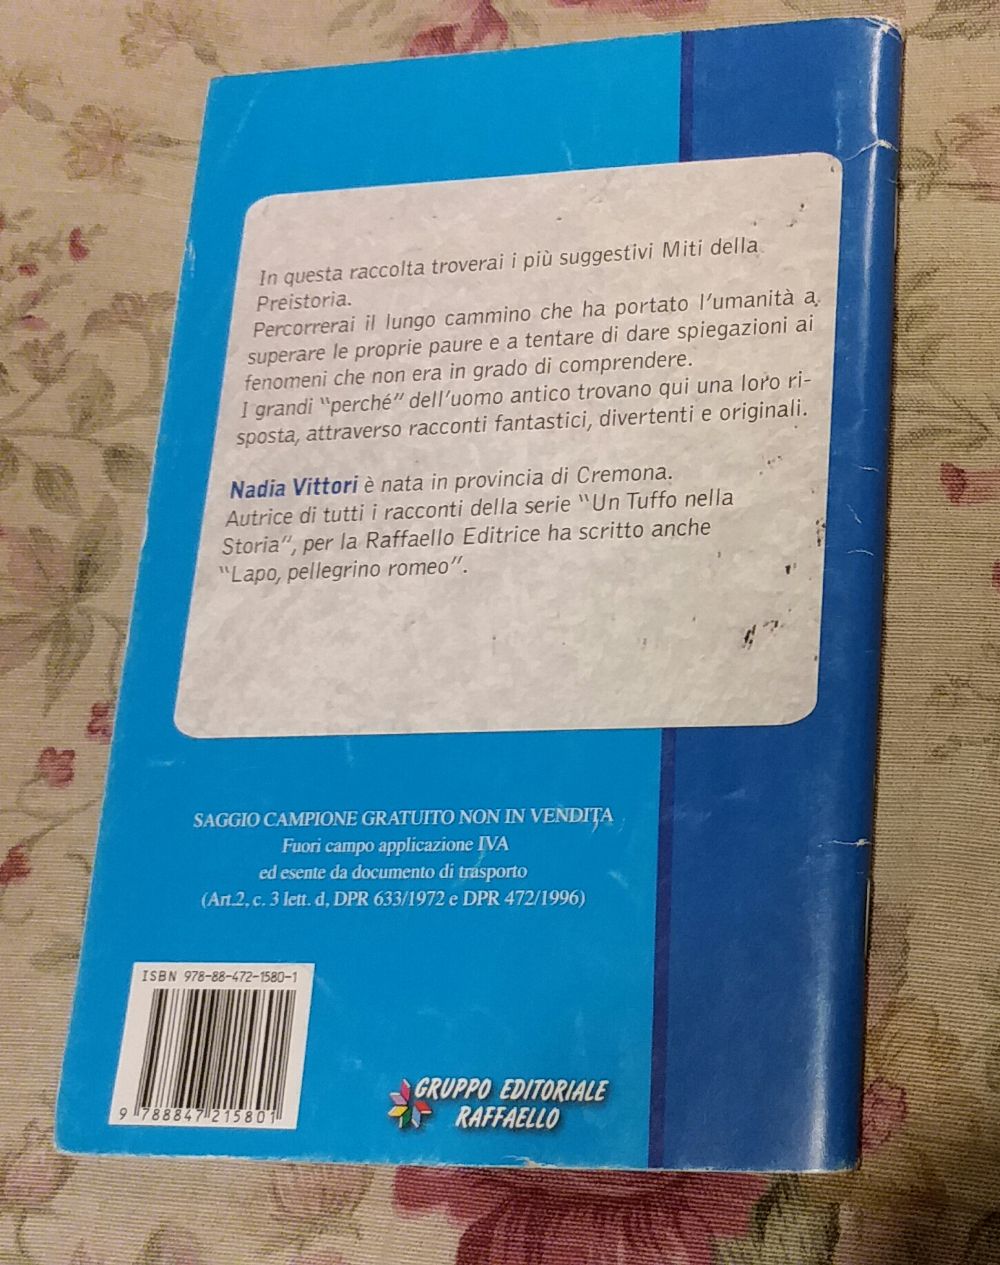 In questa raccolta troverai i più suggestivi Miti della
Preistoria.
Percorrerai il lungo cammino che ha portato l'umanità a
superare le proprie paure e a tentare di dare spiegazioni ai
fenomeni che non era in grado di comprendere.
I grandi "perché" dell'uomo antico trovano qui una loro ri-
sposta, attraverso racconti fantastici, divertenti e originali.
Nadia Vittori è nata in provincia di Cremona.
Autrice di tutti i racconti della serie "Un Tuffo nella
Storia", per la Raffaello Editrice ha scritto anche
"Lapo, pellegrino romeo".
SAGGIO CAMPIONE GRATUITO NON IN VENDITA
Fuori campo applicazione IVA
ed esente da documento di trasporto
(Art.2, c. 3 lett. d, DPR 633/1972 e DPR 472/1996)
ISBN 978-88-472-1580-1
9 788847 215801
GRUPPO EDITORIALE
RAFFAELLO